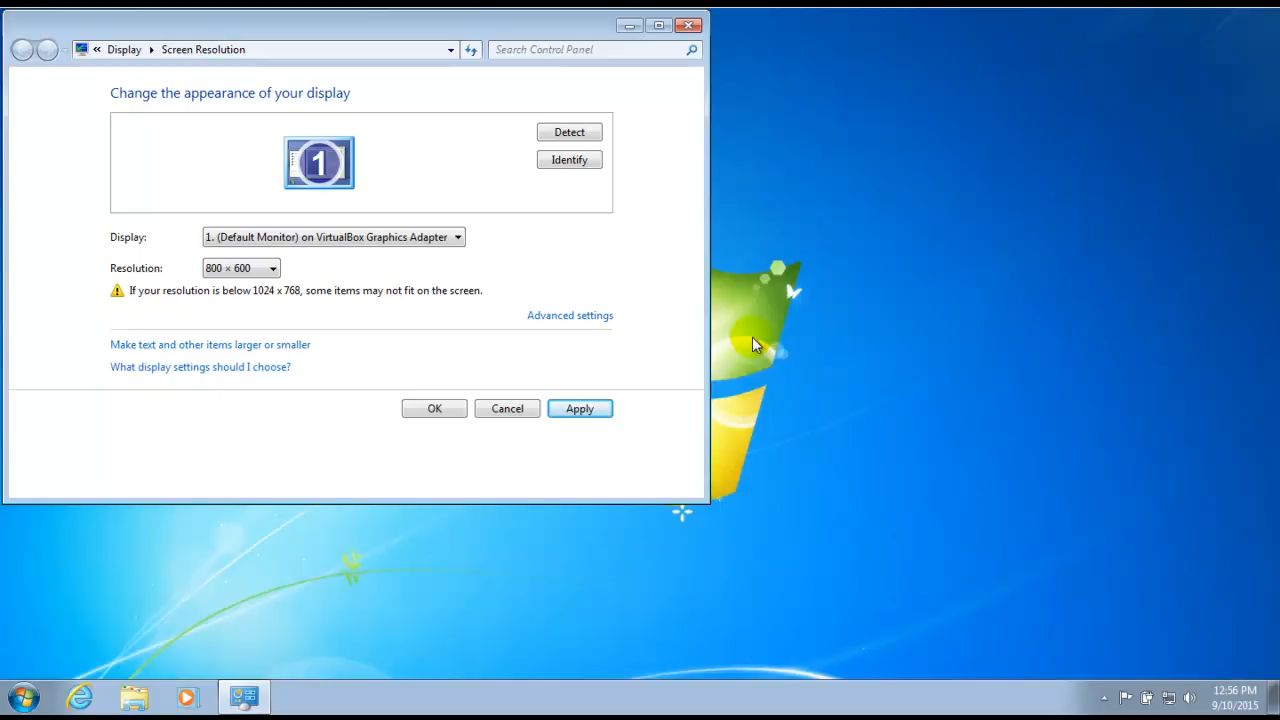 « Display ▸ Screen Resolution
Search Control Panel
Change the appearance of your display
1
Detect
Identify
Display: 1. (Default Monitor) on VirtualBox Graphics Adapter
Resolution: 800 × 600
If your resolution is below 1024 x 768, some items may not fit on the screen.
Advanced settings
Make text and other items larger or smaller
What display settings should I choose?
OK Cancel Apply
12:56 PM
9/10/2015